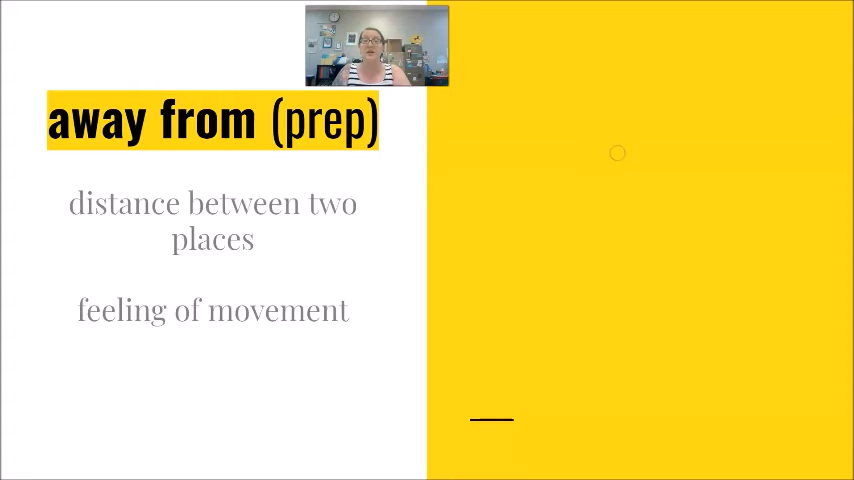 away from (prep)
distance between two
places
feeling of movement